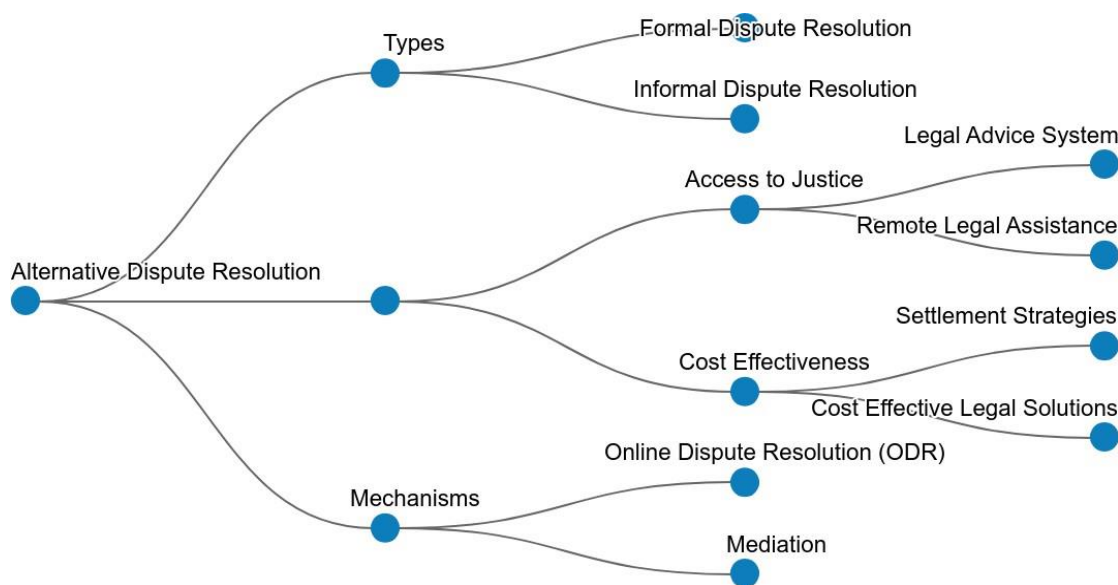 Types
Formal Dispute Resolution
Informal Dispute Resolution
Legal Advice System
Access to Justice
Remote Legal Assistance
Alternative Dispute Resolution
Settlement Strategies
Cost Effectiveness
Cost Effective Legal Solutions
Online Dispute Resolution (ODR)
Mechanisms
Mediation